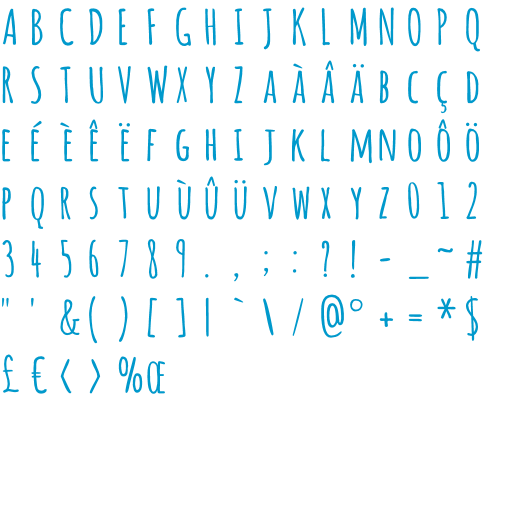 A B C D E F G H I J K L M N O P Q
R S T U V W X Y Z A À Â Ä B C Ç D
E É È Ê Ë F G H I J K L M N O Ô Ö
P Q R S T U Ù Û Ü V W X Y Z 0 1 2
3 4 5 6 7 8 9 . , ; : ? ! - _ ~ #
" ' & ( ) [ ] | ` \ / @ ° + = * $
£ € < > % Œ